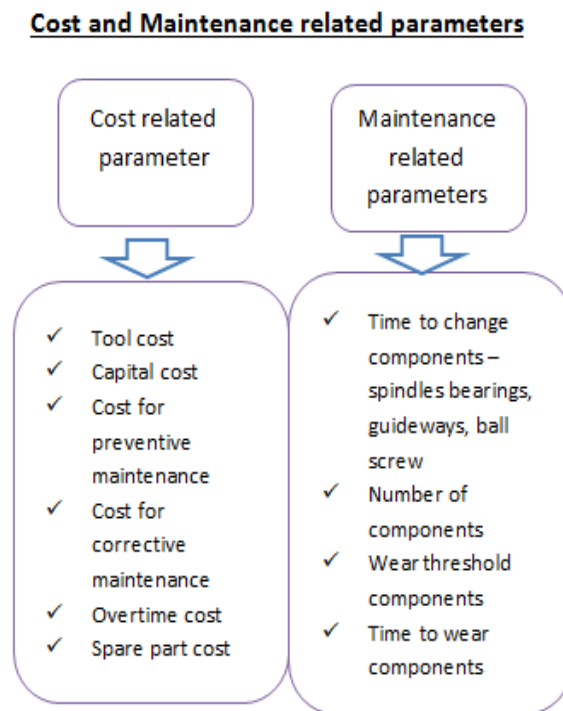 Cost and Maintenance related parameters
Cost related
parameter
Maintenance
related
parameters
✓ Tool cost
✓ Capital cost
✓ Cost for
preventive
maintenance
✓ Cost for
corrective
maintenance
✓ Overtime cost
✓ Spare part cost
✓ Time to change
components –
spindles bearings,
guideways, ball
screw
✓ Number of
components
✓ Wear threshold
components
✓ Time to wear
components